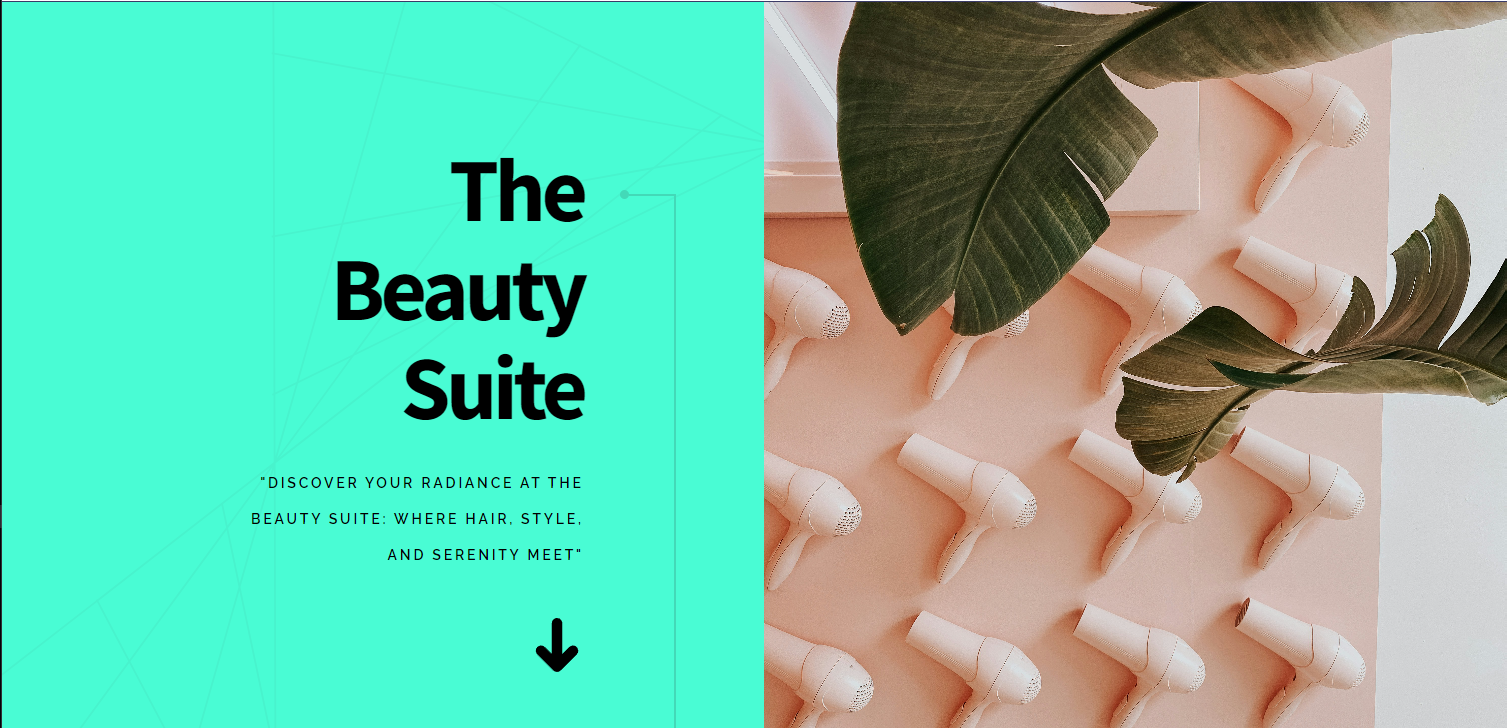 The
Beauty
Suite
"DISCOVER YOUR RADIANCE AT THE
BEAUTY SUITE: WHERE HAIR, STYLE,
AND SERENITY MEET"